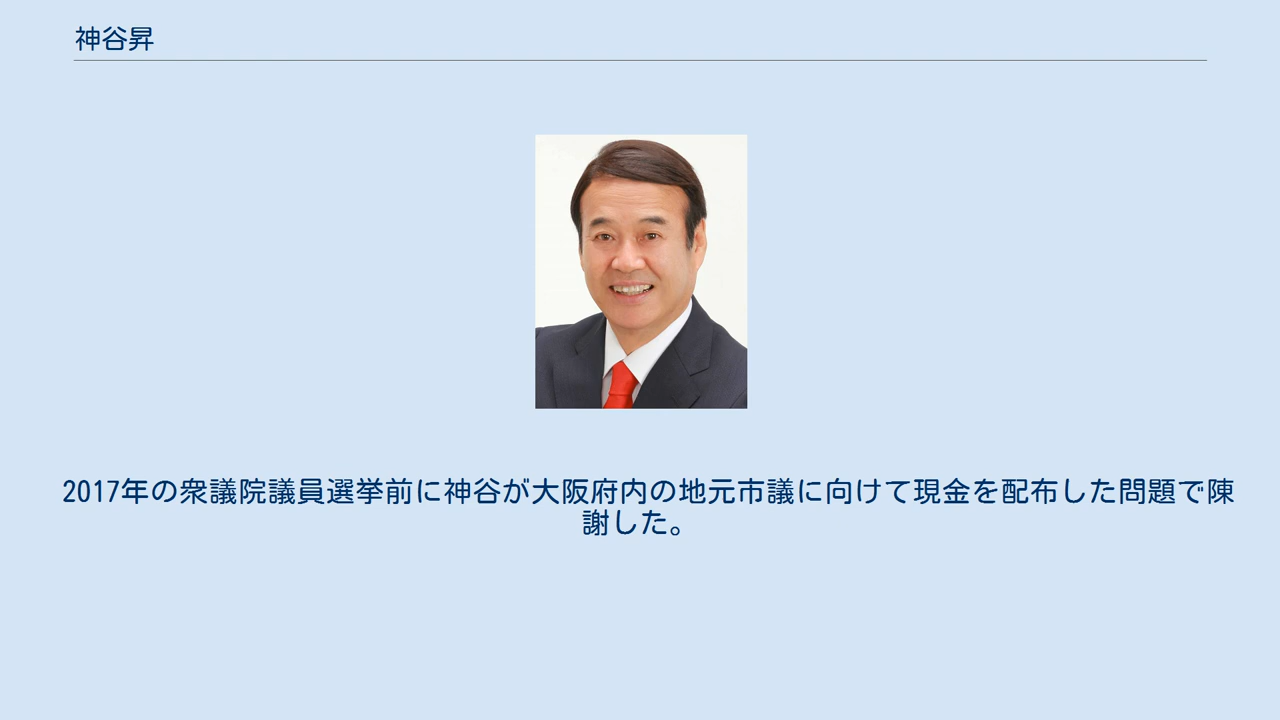 神谷昇
2017年の衆議院議員選挙前に神谷が大阪府内の地元市議に向けて現金を配布した問題で陳
謝した。